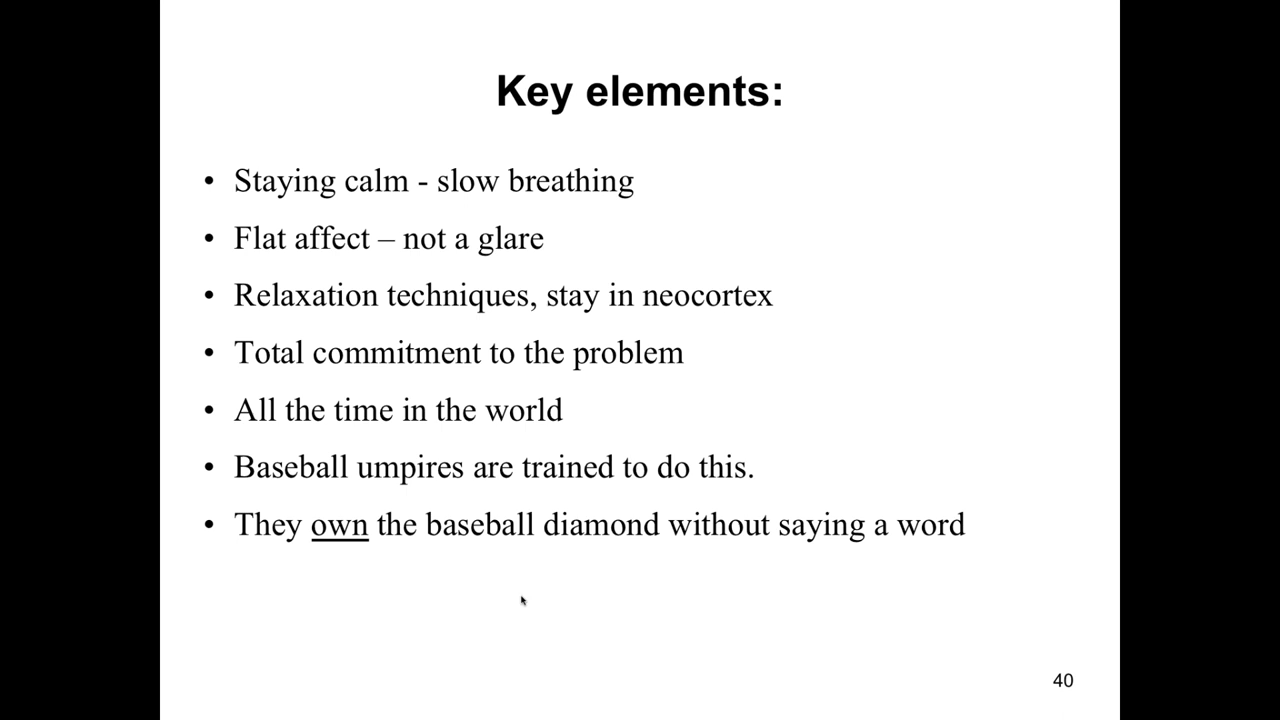 Key elements:
• Staying calm - slow breathing
• Flat affect – not a glare
• Relaxation techniques, stay in neocortex
• Total commitment to the problem
• All the time in the world
• Baseball umpires are trained to do this.
• They own the baseball diamond without saying a word
40